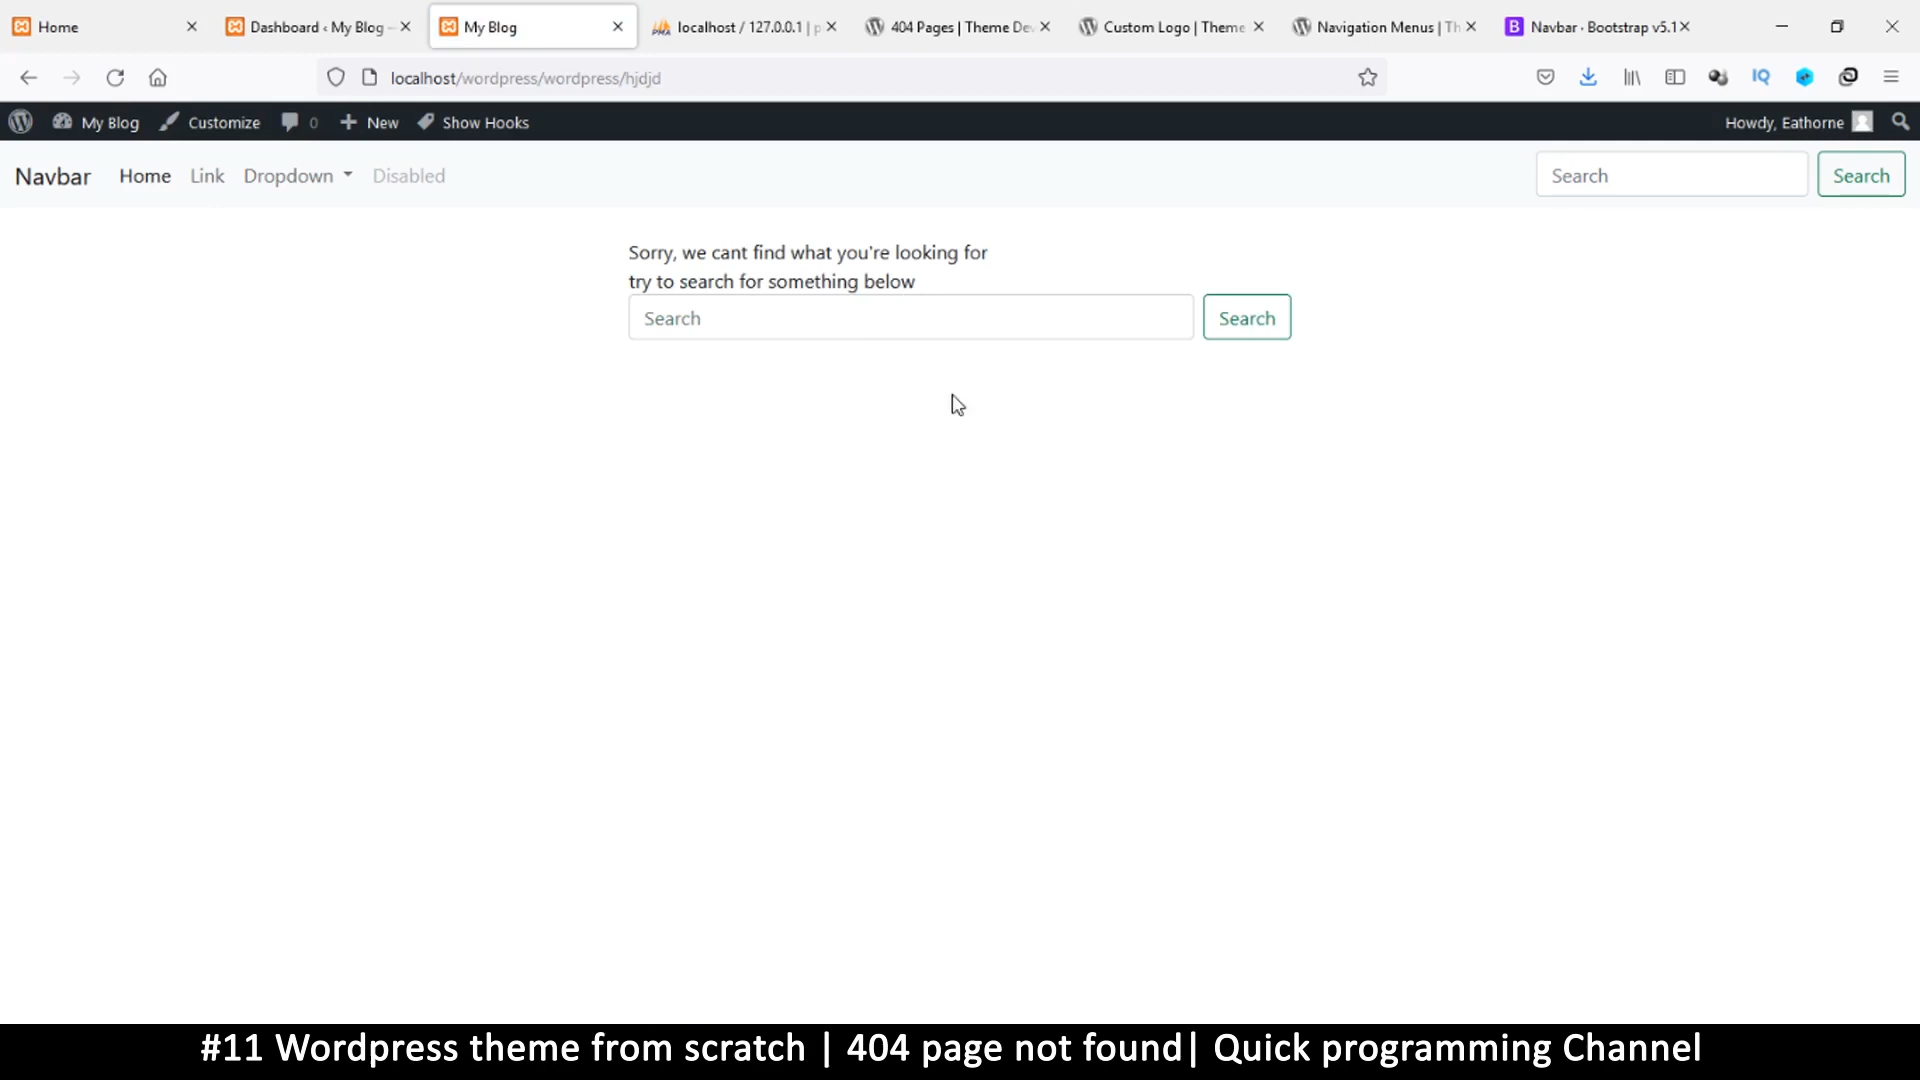 Home
Dashboard ‹ My Blog –
My Blog
localhost / 127.0.0.1 | p
404 Pages | Theme De
Custom Logo | Theme
Navigation Menus | Th
Navbar · Bootstrap v5.1
localhost/wordpress/wordpress/hjdjd
IQ
My Blog
Customize
0
New
Show Hooks
Howdy, Eathorne
Navbar
Home
Link
Dropdown
Disabled
Search
Search
Sorry, we cant find what you're looking for
try to search for something below
Search
Search
#11 Wordpress theme from scratch | 404 page not found| Quick programming Channel